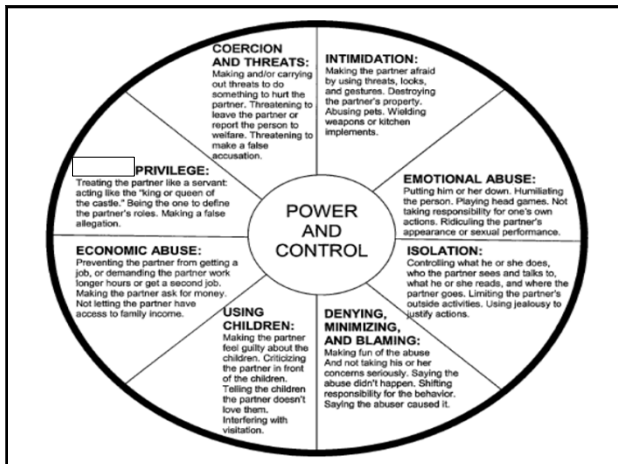 COERCION
AND THREATS:
Making and/or carrying
out threats to do
something to hurt the
partner. Threatening to
leave the partner or
report the person to
welfare. Threatening to
make a false
accusation.
INTIMIDATION:
Making the partner afraid
by using threats, locks,
and gestures. Destroying
the partner's property.
Abusing pets. Wielding
weapons or kitchen
implements.
PRIVILEGE:
Treating the partner like a servant:
acting like the "king or queen of
the castle." Being the one to define
the partner's roles. Making a false
allegation.
EMOTIONAL ABUSE:
Putting him or her down. Humiliating
the person. Playing head games. Not
taking responsibility for one's own
actions. Ridiculing the partner's
appearance or sexual performance.
POWER
AND
CONTROL
ECONOMIC ABUSE:
Preventing the partner from getting a
job, or demanding the partner work
longer hours or get a second job.
Making the partner ask for money.
Not letting the partner have
access to family income.
ISOLATION:
Controlling what he or she does,
who the partner sees and talks to,
what he or she reads, and where the
partner goes. Limiting the partner's
outside activities. Using jealousy to
justify actions.
USING
CHILDREN:
Making the partner
feel guilty about the
children. Criticizing
the partner in front
of the children.
Telling the children
the partner doesn't
love them.
Interfering with
visitation.
DENYING,
MINIMIZING,
AND BLAMING:
Making fun of the abuse
And not taking his or her
concerns seriously. Saying the
abuse didn't happen. Shifting
responsibility for the behavior.
Saying the abuser caused it.